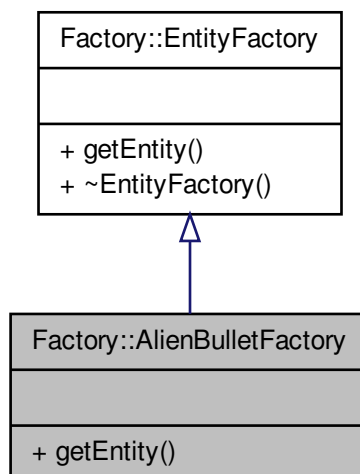 Factory::EntityFactory
+ getEntity()
+ ~EntityFactory()
Factory::AlienBulletFactory
+ getEntity()